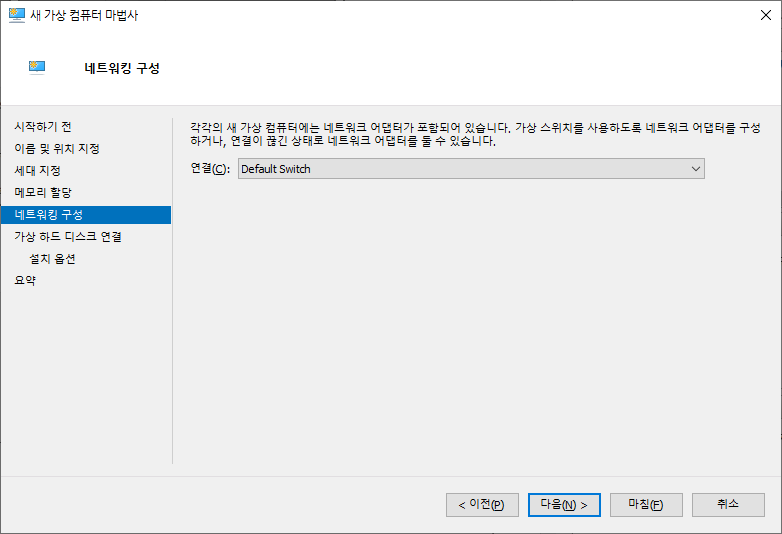 새 가상 컴퓨터 마법사
네트워킹 구성
시작하기 전
이름 및 위치 지정
세대 지정
메모리 할당
네트워킹 구성
가상 하드 디스크 연결
설치 옵션
요약
각각의 새 가상 컴퓨터에는 네트워크 어댑터가 포함되어 있습니다. 가상 스위치를 사용하도록 네트워크 어댑터를 구성
하거나, 연결이 끊긴 상태로 네트워크 어댑터를 둘 수 있습니다.
연결(C): Default Switch
< 이전(P) 다음(N) > 마침(F) 취소